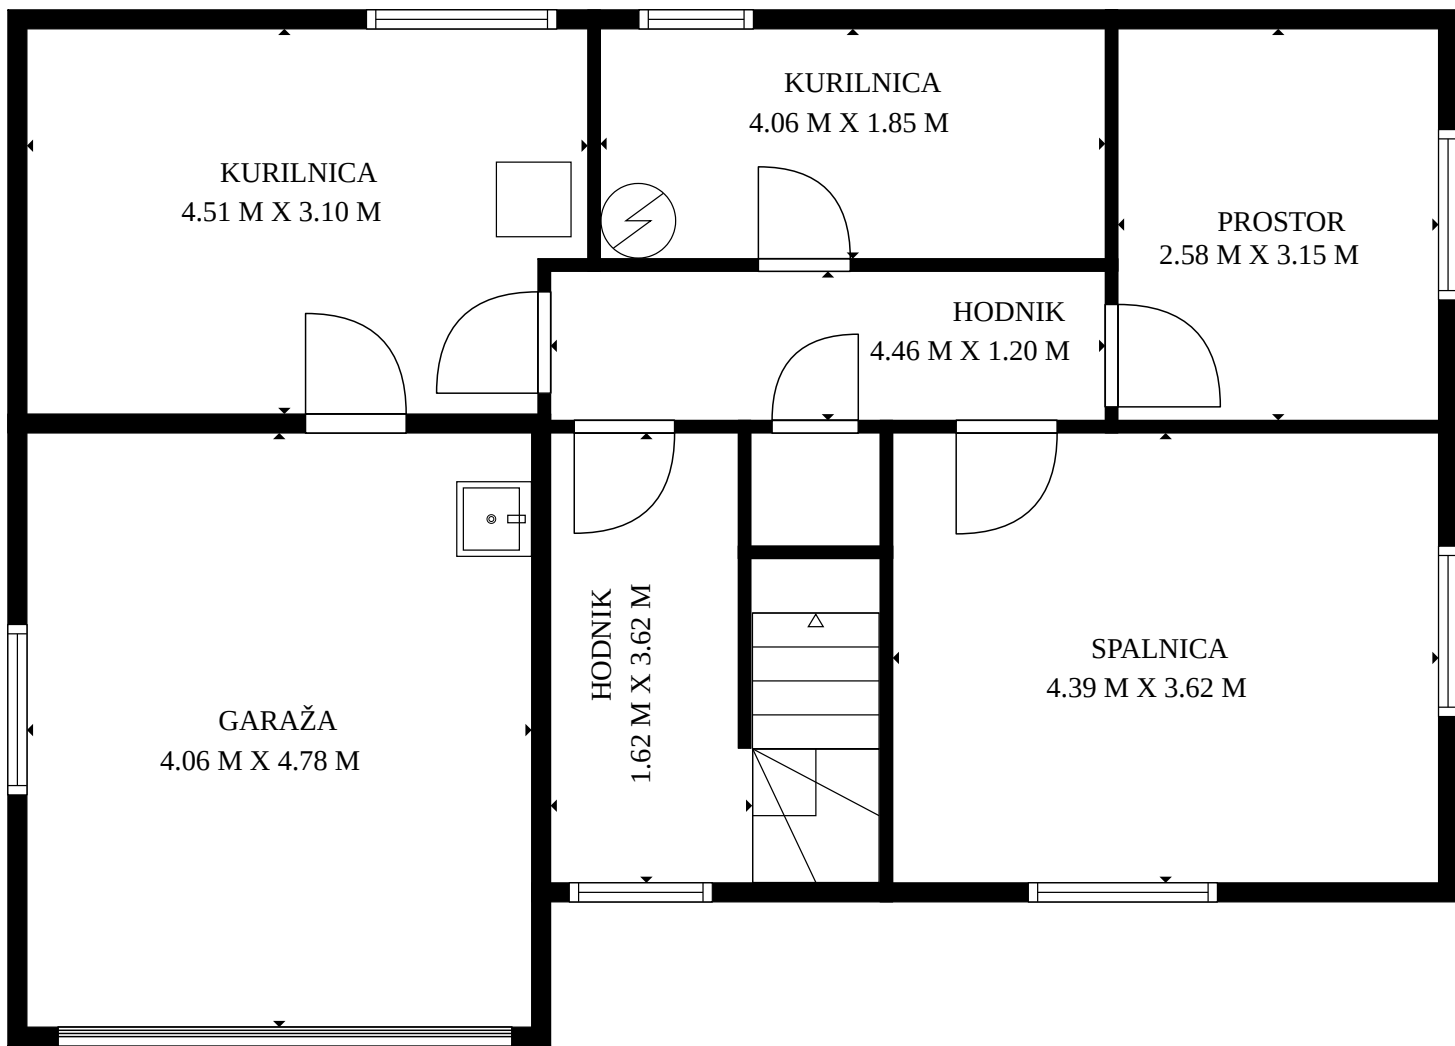 KURILNICA
4.51 M X 3.10 M
KURILNICA
4.06 M X 1.85 M
PROSTOR
2.58 M X 3.15 M
HODNIK
4.46 M X 1.20 M
GARAŽA
4.06 M X 4.78 M
HODNIK
1.62 M X 3.62 M
SPALNICA
4.39 M X 3.62 M